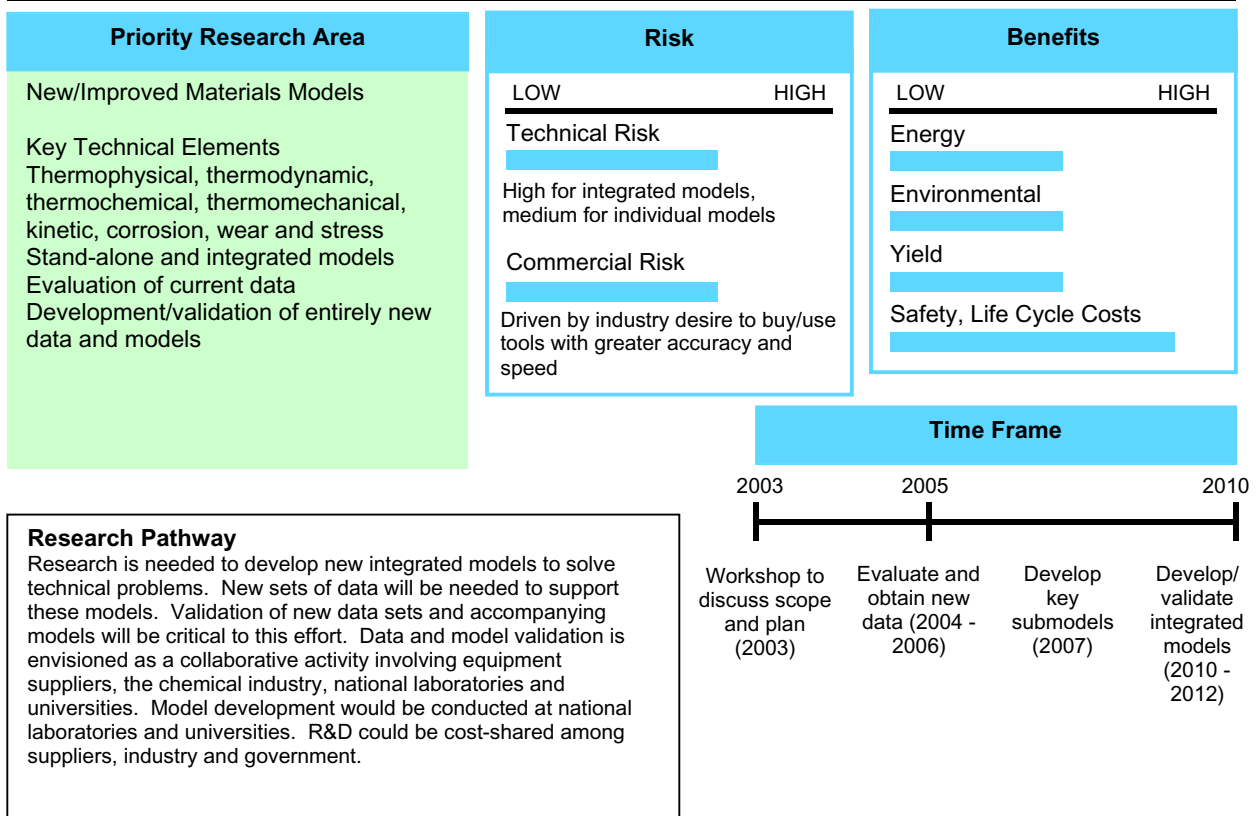 Priority Research Area
New/Improved Materials Models
Key Technical Elements
Thermophysical, thermodynamic,
thermochemical, thermomechanical,
kinetic, corrosion, wear and stress
Stand-alone and integrated models
Evaluation of current data
Development/validation of entirely new
data and models
Risk
LOW HIGH
Technical Risk
High for integrated models,
medium for individual models
Commercial Risk
Driven by industry desire to buy/use
tools with greater accuracy and
speed
Benefits
LOW HIGH
Energy
Environmental
Yield
Safety, Life Cycle Costs
Time Frame
2003 2005 2010
Workshop to
discuss scope
and plan
(2003)
Evaluate and
obtain new
data (2004 -
2006)
Develop
key
submodels
(2007)
Develop/
validate
integrated
models
(2010 -
2012)
Research Pathway
Research is needed to develop new integrated models to solve
technical problems.  New sets of data will be needed to support
these models.  Validation of new data sets and accompanying
models will be critical to this effort.  Data and model validation is
envisioned as a collaborative activity involving equipment
suppliers, the chemical industry, national laboratories and
universities.  Model development would be conducted at national
laboratories and universities.  R&D could be cost-shared among
suppliers, industry and government.